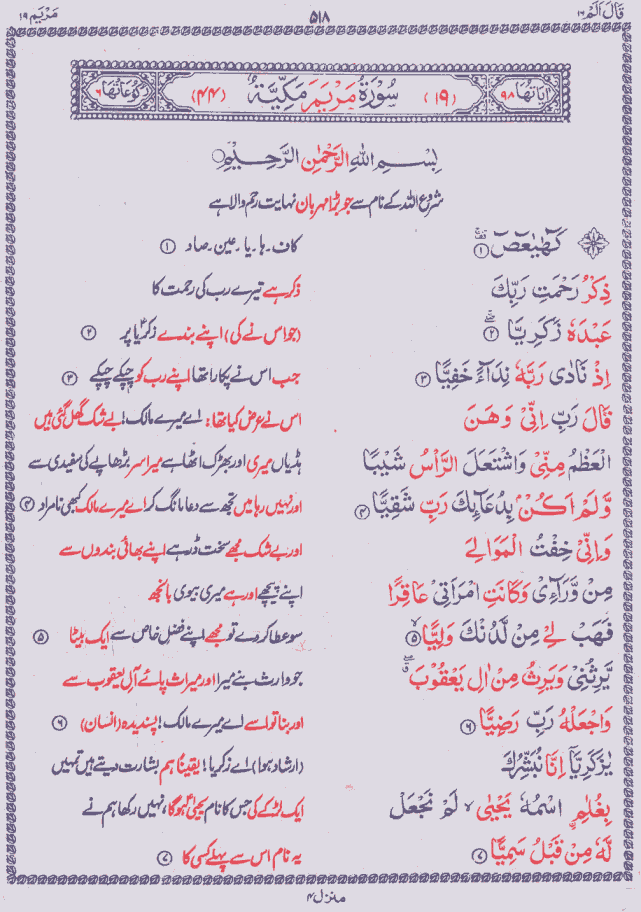 قَالَ اَلَمْ ١٦ ۵۱۸ مَرْيَم ١٩
اٰيَاتُهَا ٩٨ (١٩) سُوْرَةُ مَرْيَمَ مَكِّيَّةٌ (۴۴) رُكُوْعَاتُهَا ٦
بِسْـــمِ اللّٰهِ الرَّحْمٰنِ الرَّحِـــيْمِ ○
شروع اللہ کے نام سے جو بڑا مہربان نہایت رحم والا ہے
كٓهٰيٰعٓصٓ ① کاف۔ ہا۔ یا۔ عین۔ صاد ①
ذِكْرُ رَحْمَتِ رَبِّكَ ذکر ہے تیرے رب کی رحمت کا
عَبْدَهٗ زَكَرِيَّا ② (جو اس نے کی) اپنے بندے زکریاؑ پر ②
اِذْ نَادٰى رَبَّهٗ نِدَآءً خَفِيًّا ③ جب اس نے پکارا تھا اپنے رب کو چپکے چپکے ③
قَالَ رَبِّ اِنِّىْ وَهَنَ اس نے عرض کیا تھا: اے میرے مالک! بے شک گھل گئی ہیں
الْعَظْمُ مِنِّىْ وَاشْتَعَلَ الرَّاْسُ شَيْبًا ہڈیاں میری اور بھڑک اٹھا ہے میرا سر بڑھاپے کی سفیدی سے
وَّلَمْ اَكُنْۢ بِدُعَآئِكَ رَبِّ شَقِيًّا ④ اور نہیں رہا میں تجھ سے دعا مانگ کر اے میرے مالک کبھی نامراد ④
وَاِنِّىْ خِفْتُ الْمَوَالِىَ اور بے شک مجھے سخت ڈر ہے اپنے بھائی بندوں سے
مِنْ وَّرَآءِىْ وَكَانَتِ امْرَاَتِىْ عَاقِرًا اپنے پیچھے اور ہے میری بیوی بانجھ
فَهَبْ لِىْ مِنْ لَّدُنْكَ وَلِيًّا ⑤ سو عطا کر دے تو مجھے اپنے فضل خاص سے ایک بیٹا ⑤
يَّرِثُنِىْ وَيَرِثُ مِنْ اٰلِ يَعْقُوْبَ جو وارث بنے میرا اور میراث پائے آل یعقوب سے
وَاجْعَلْهُ رَبِّ رَضِيًّا ⑥ اور بنا تو اسے اے میرے مالک! پسندیدہ (انسان) ⑥
يٰزَكَرِيَّآ اِنَّا نُبَشِّرُكَ (ارشاد ہوا) اے زکریا! یقینًا ہم بشارت دیتے ہیں تمہیں
بِغُلٰمِ ۨاسْمُهٗ يَحْيٰى ۙ لَمْ نَجْعَلْ ایک لڑکے کی جس کا نام یحییٰؑ ہوگا، نہیں رکھا ہم نے
لَّهٗ مِنْ قَبْلُ سَمِيًّا ⑦ یہ نام اس سے پہلے کسی کا ⑦
منزل ۴